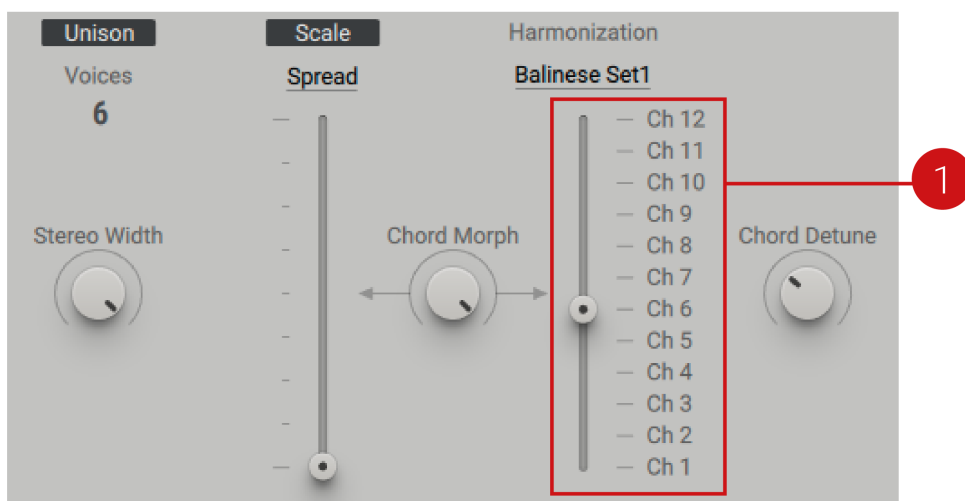 Unison
Scale
Harmonization
Voices
Spread
Balinese Set1
6
Ch 12
Ch 11
Ch 10
1
Ch 9
Stereo Width
Chord Morph
Ch 8
Chord Detune
Ch 7
Ch 6
Ch 5
Ch 4
Ch 3
Ch 2
Ch 1